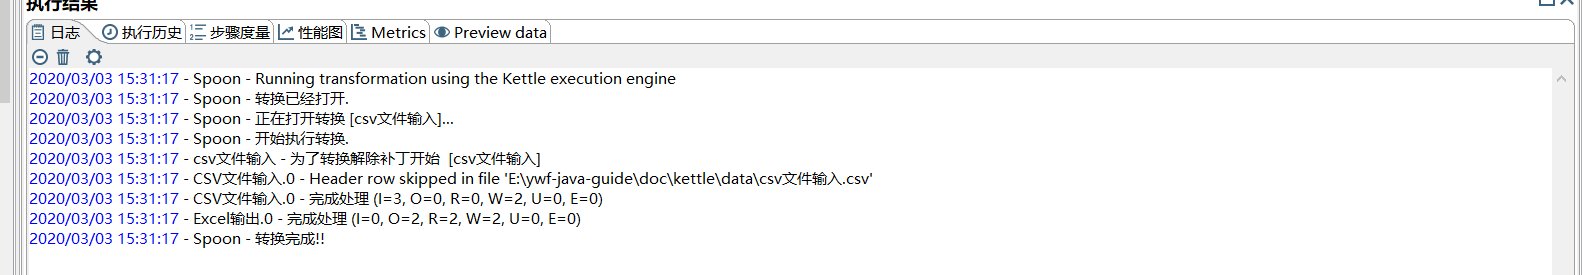 执行结果
日志 执行历史 步骤度量 性能图 Metrics Preview data
2020/03/03 15:31:17 - Spoon - Running transformation using the Kettle execution engine
2020/03/03 15:31:17 - Spoon - 转换已经打开.
2020/03/03 15:31:17 - Spoon - 正在打开转换 [csv文件输入]...
2020/03/03 15:31:17 - Spoon - 开始执行转换.
2020/03/03 15:31:17 - csv文件输入 - 为了转换解除补丁开始  [csv文件输入]
2020/03/03 15:31:17 - CSV文件输入.0 - Header row skipped in file 'E:\ywf-java-guide\doc\kettle\data\csv文件输入.csv'
2020/03/03 15:31:17 - CSV文件输入.0 - 完成处理 (I=3, O=0, R=0, W=2, U=0, E=0)
2020/03/03 15:31:17 - Excel输出.0 - 完成处理 (I=0, O=2, R=2, W=2, U=0, E=0)
2020/03/03 15:31:17 - Spoon - 转换完成!!